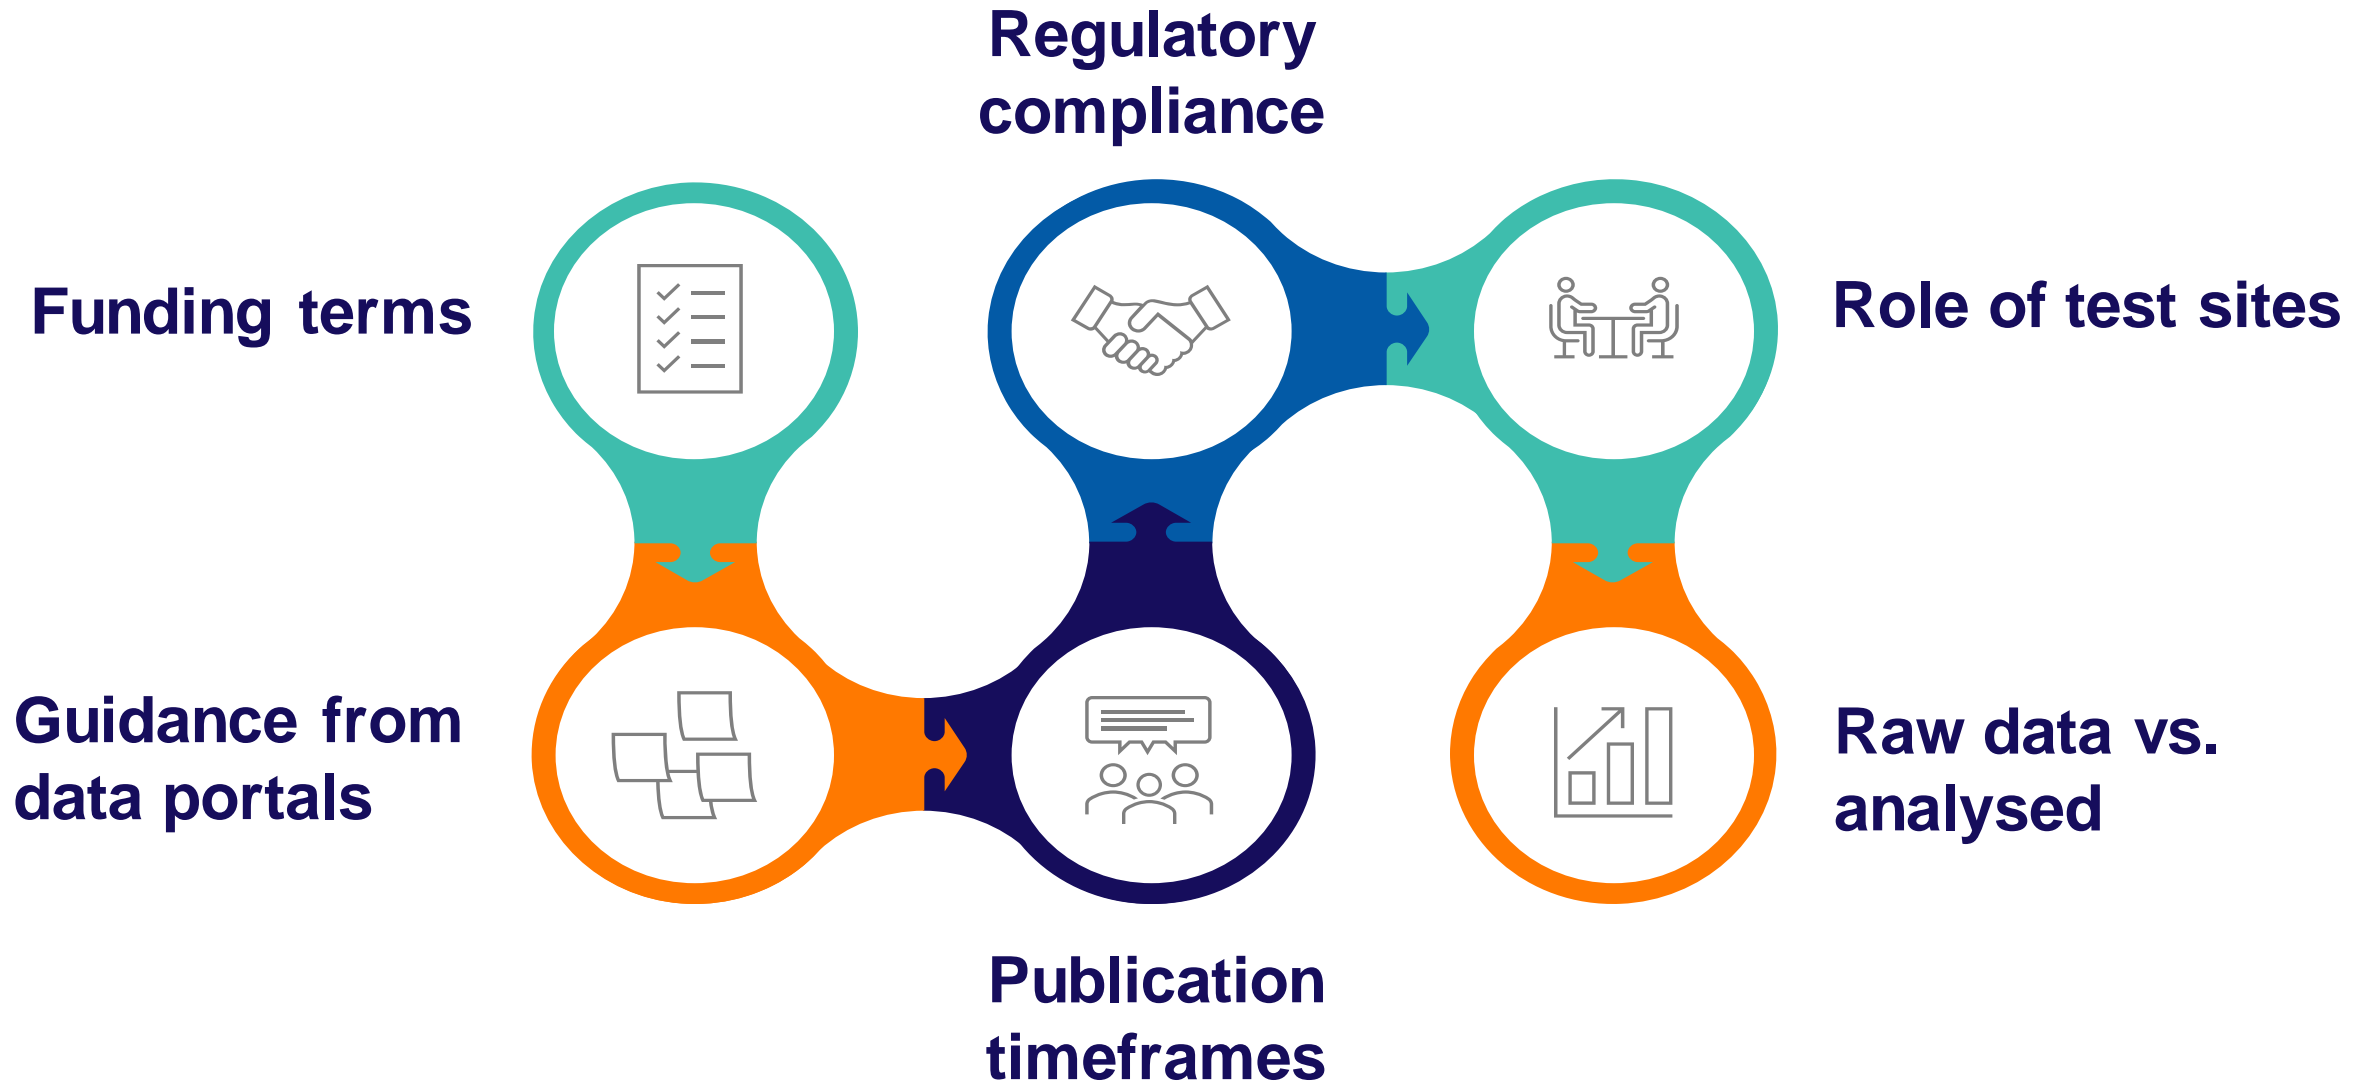 Regulatory
compliance
Funding terms
Role of test sites
Guidance from
data portals
Raw data vs.
analysed
Publication
timeframes